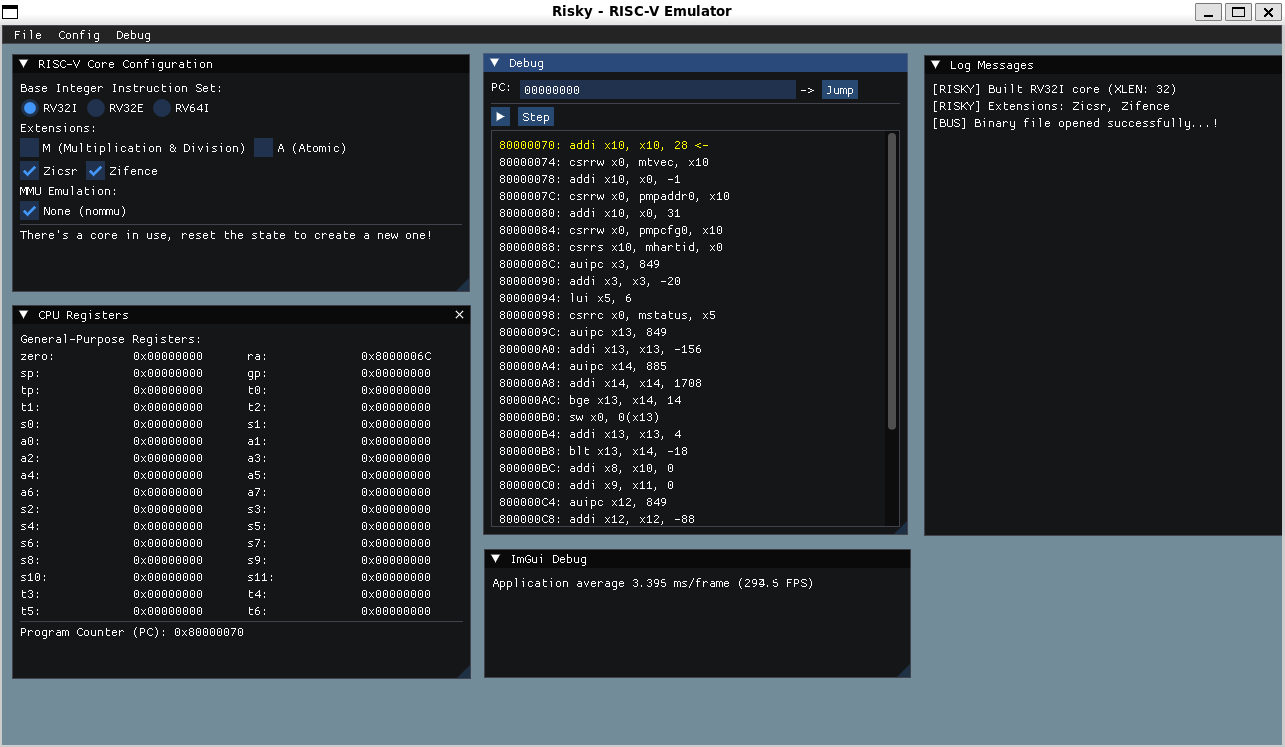 Risky - RISC-V Emulator
File Config Debug
▼ RISC-V Core Configuration
Base Integer Instruction Set:
RV32I RV32E RV64I
Extensions:
M (Multiplication & Division) A (Atomic)
Zicsr Zifence
MMU Emulation:
None (nommu)
There's a core in use, reset the state to create a new one!
▼ CPU Registers
General-Purpose Registers:
zero: 0x00000000 ra: 0x8000006C
sp: 0x00000000 gp: 0x00000000
tp: 0x00000000 t0: 0x00000000
t1: 0x00000000 t2: 0x00000000
s0: 0x00000000 s1: 0x00000000
a0: 0x00000000 a1: 0x00000000
a2: 0x00000000 a3: 0x00000000
a4: 0x00000000 a5: 0x00000000
a6: 0x00000000 a7: 0x00000000
s2: 0x00000000 s3: 0x00000000
s4: 0x00000000 s5: 0x00000000
s6: 0x00000000 s7: 0x00000000
s8: 0x00000000 s9: 0x00000000
s10: 0x00000000 s11: 0x00000000
t3: 0x00000000 t4: 0x00000000
t5: 0x00000000 t6: 0x00000000
Program Counter (PC): 0x80000070
▼ Debug
PC: 00000000 -> Jump
Step
80000070: addi x10, x10, 28 <-
80000074: csrrw x0, mtvec, x10
80000078: addi x10, x0, -1
8000007C: csrrw x0, pmpaddr0, x10
80000080: addi x10, x0, 31
80000084: csrrw x0, pmpcfg0, x10
80000088: csrrs x10, mhartid, x0
8000008C: auipc x3, 849
80000090: addi x3, x3, -20
80000094: lui x5, 6
80000098: csrrc x0, mstatus, x5
8000009C: auipc x13, 849
800000A0: addi x13, x13, -156
800000A4: auipc x14, 885
800000A8: addi x14, x14, 1708
800000AC: bge x13, x14, 14
800000B0: sw x0, 0(x13)
800000B4: addi x13, x13, 4
800000B8: blt x13, x14, -18
800000BC: addi x8, x10, 0
800000C0: addi x9, x11, 0
800000C4: auipc x12, 849
800000C8: addi x12, x12, -88
▼ ImGui Debug
Application average 3.395 ms/frame FPS)
▼ Log Messages
[RISKY] Built RV32I core (XLEN: 32)
[RISKY] Extensions: Zicsr, Zifence
[BUS] Binary file opened successfully...!